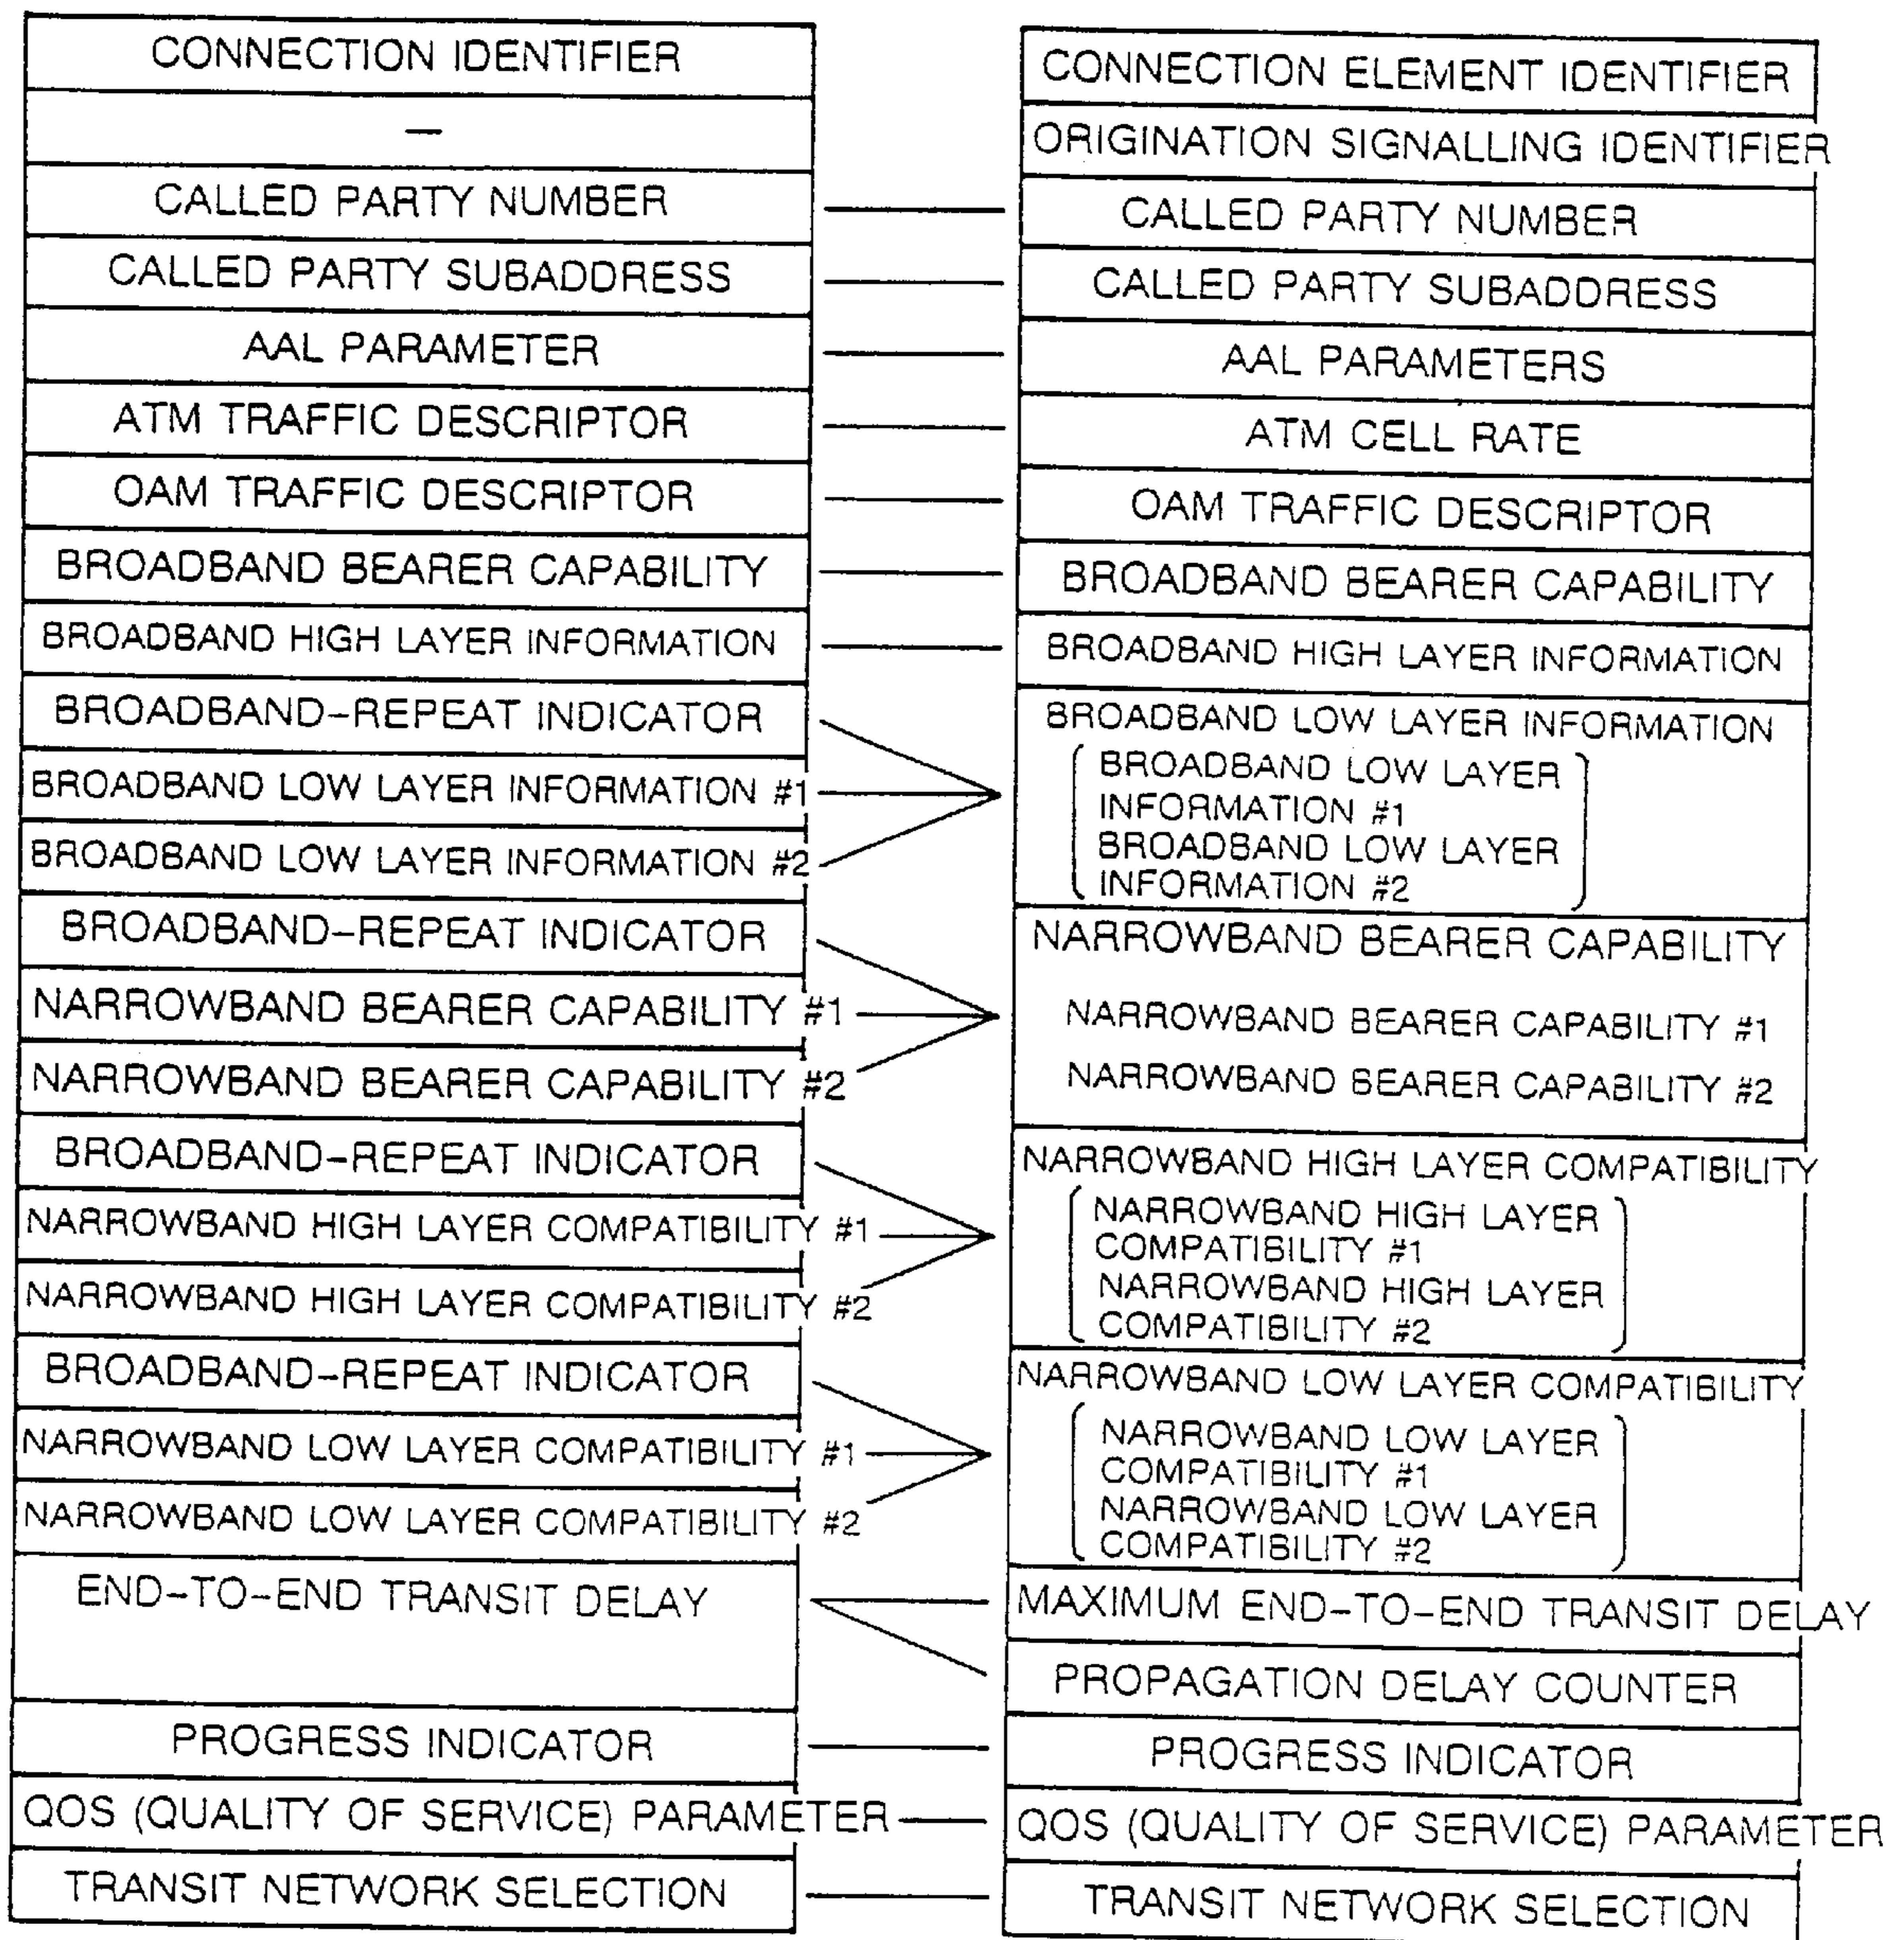 CONNECTION IDENTIFIER
—
CALLED PARTY NUMBER
CALLED PARTY SUBADDRESS
AAL PARAMETER
ATM TRAFFIC DESCRIPTOR
OAM TRAFFIC DESCRIPTOR
BROADBAND BEARER CAPABILITY
BROADBAND HIGH LAYER INFORMATION
BROADBAND-REPEAT INDICATOR
BROADBAND LOW LAYER INFORMATION #1
BROADBAND LOW LAYER INFORMATION #2
BROADBAND-REPEAT INDICATOR
NARROWBAND BEARER CAPABILITY #1
NARROWBAND BEARER CAPABILITY #2
BROADBAND-REPEAT INDICATOR
NARROWBAND HIGH LAYER COMPATIBILITY #1
NARROWBAND HIGH LAYER COMPATIBILITY #2
BROADBAND-REPEAT INDICATOR
NARROWBAND LOW LAYER COMPATIBILITY #1
NARROWBAND LOW LAYER COMPATIBILITY #2
END-TO-END TRANSIT DELAY
PROGRESS INDICATOR
QOS (QUALITY OF SERVICE) PARAMETER
TRANSIT NETWORK SELECTION
CONNECTION ELEMENT IDENTIFIER
ORIGINATION SIGNALLING IDENTIFIER
CALLED PARTY NUMBER
CALLED PARTY SUBADDRESS
AAL PARAMETERS
ATM CELL RATE
OAM TRAFFIC DESCRIPTOR
BROADBAND BEARER CAPABILITY
BROADBAND HIGH LAYER INFORMATION
BROADBAND LOW LAYER INFORMATION
BROADBAND LOW LAYER
INFORMATION #1
BROADBAND LOW LAYER
INFORMATION #2
NARROWBAND BEARER CAPABILITY
NARROWBAND BEARER CAPABILITY #1
NARROWBAND BEARER CAPABILITY #2
NARROWBAND HIGH LAYER COMPATIBILITY
NARROWBAND HIGH LAYER
COMPATIBILITY #1
NARROWBAND HIGH LAYER
COMPATIBILITY #2
NARROWBAND LOW LAYER COMPATIBILITY
NARROWBAND LOW LAYER
COMPATIBILITY #1
NARROWBAND LOW LAYER
COMPATIBILITY #2
MAXIMUM END-TO-END TRANSIT DELAY
PROPAGATION DELAY COUNTER
PROGRESS INDICATOR
QOS (QUALITY OF SERVICE) PARAMETER
TRANSIT NETWORK SELECTION